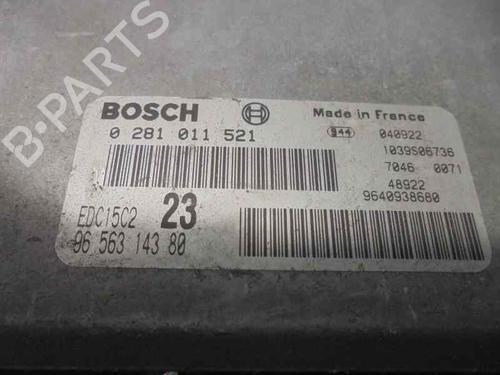 BOSCH
Made in France
0 281 011 521
944
040922
1039S06736
7046 0071
48922
EDC15C2
23
9640938680
96 563 143 80
B-PARTS